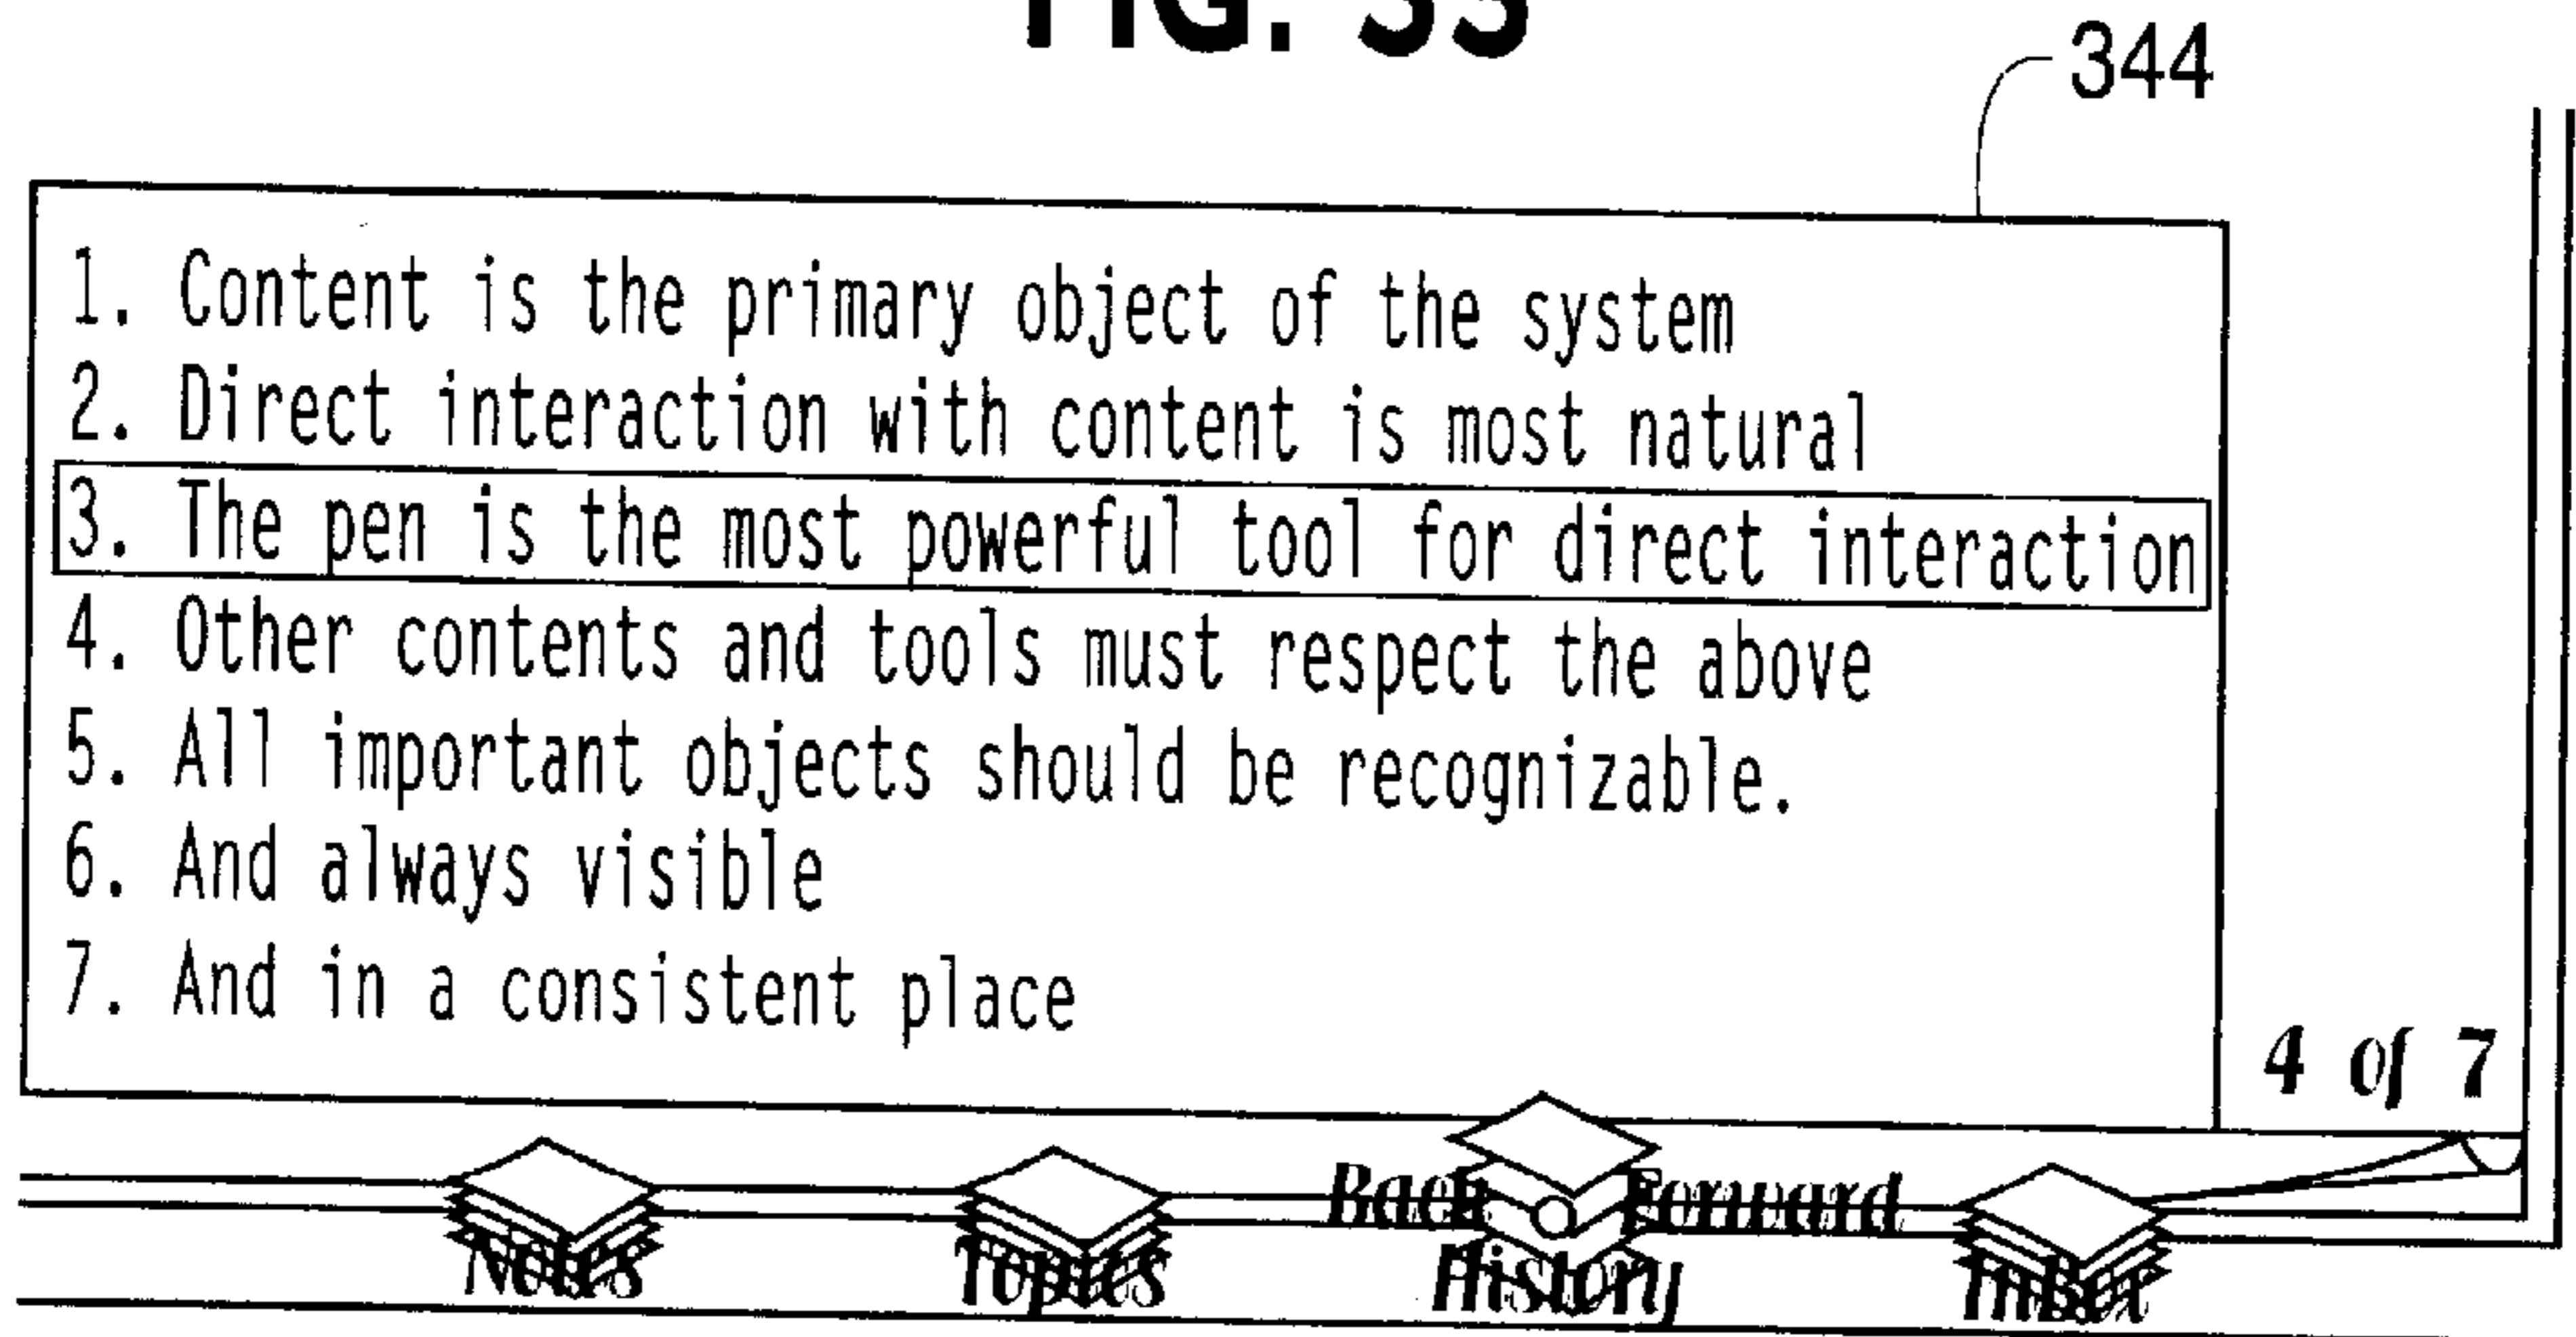 FIG. 33
344
1. Content is the primary object of the system
2. Direct interaction with content is most natural
3. The pen is the most powerful tool for direct interaction
4. Other contents and tools must respect the above
5. All important objects should be recognizable.
6. And always visible
7. And in a consistent place
4 of 7
Back Forward
Notes Topics History InBox